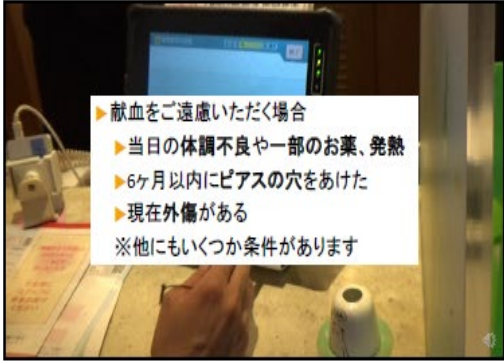 ▶献血をご遠慮いただく場合
▶当日の体調不良や一部のお薬、発熱
▶6ヶ月以内にピアスの穴をあけた
▶現在外傷がある
※他にもいくつか条件があります